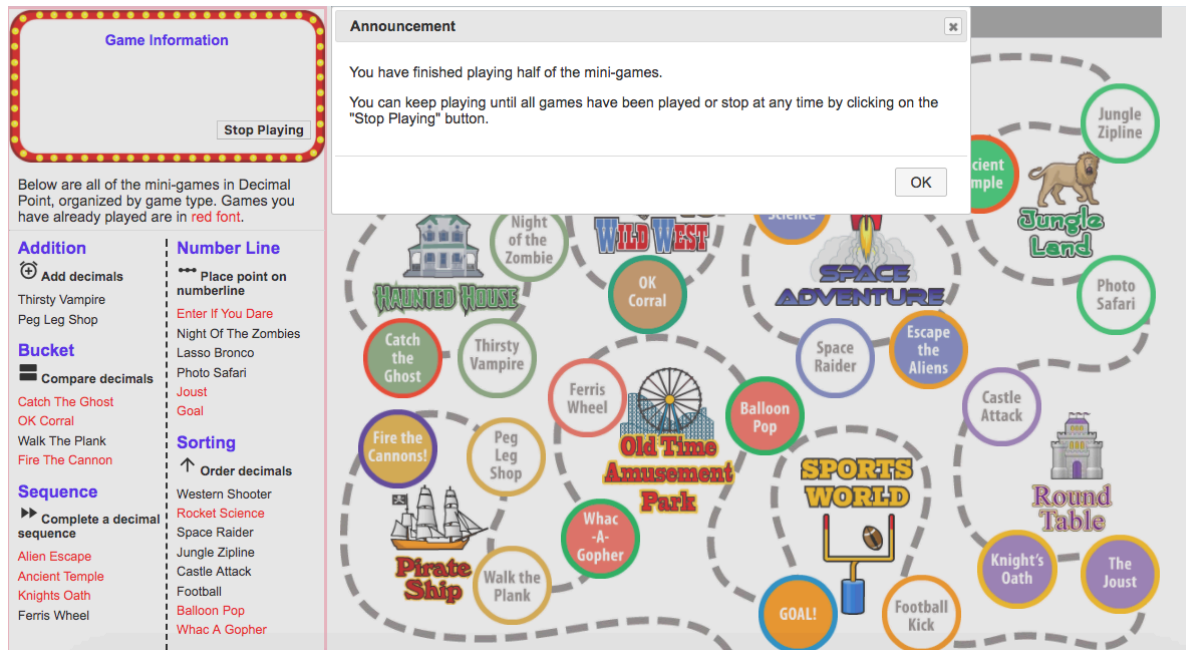 Game Information
Stop Playing
Below are all of the mini-games in Decimal
Point, organized by game type. Games you
have already played are in red font.
Addition
Add decimals
Thirsty Vampire
Peg Leg Shop
Bucket
Compare decimals
Catch The Ghost
OK Corral
Walk The Plank
Fire The Cannon
Sequence
Complete a decimal
sequence
Alien Escape
Ancient Temple
Knights Oath
Ferris Wheel
Number Line
Place point on
numberline
Enter If You Dare
Night Of The Zombies
Lasso Bronco
Photo Safari
Joust
Goal
Sorting
Order decimals
Western Shooter
Rocket Science
Space Raider
Jungle Zipline
Castle Attack
Football
Balloon Pop
Whac A Gopher
Announcement
You have finished playing half of the mini-games.
You can keep playing until all games have been played or stop at any time by clicking on the
"Stop Playing" button.
OK
Night
of the
Zombie
HAUNTED HOUSE
Catch
the
Ghost
Thirsty
Vampire
WILD WEST
OK
Corral
Science
SPACE
ADVENTURE
Space
Raider
Escape
the
Aliens
Jungle
Zipline
Jungle
Land
Photo
Safari
Ferris
Wheel
Balloon
Pop
Old Time
Amusement
Park
Whac
-A-
Gopher
Fire the
Cannons!
Peg
Leg
Shop
Pirate
Ship
Walk the
Plank
SPORTS
WORLD
GOAL!
Football
Kick
Castle
Attack
Round
Table
Knight's
Oath
The
Joust